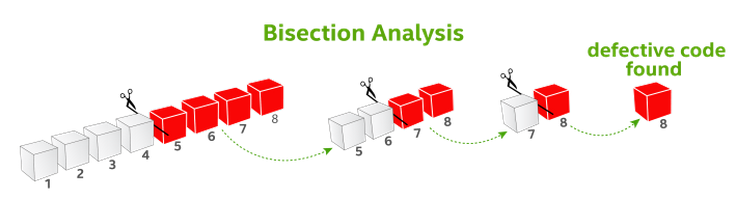 Bisection Analysis
defective code
found
1 2 3 4 5 6 7 8
5 6 7 8
7 8
8